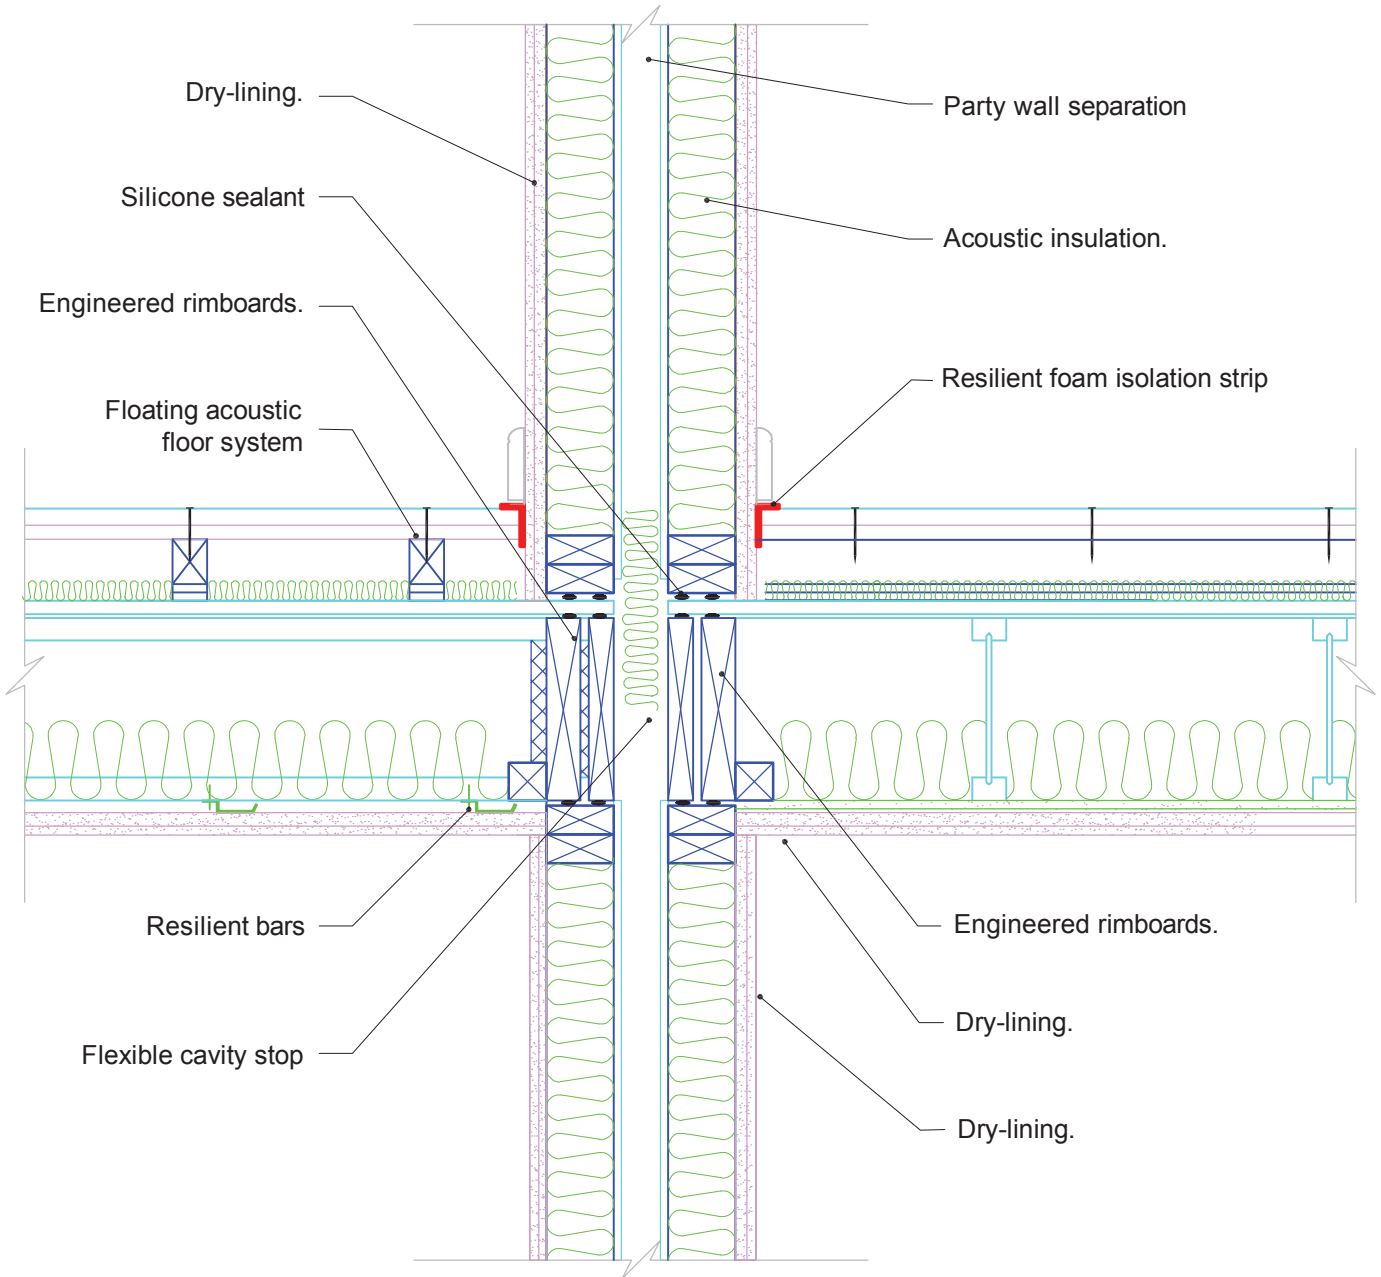 Dry-lining.
Silicone sealant
Engineered rimboards.
Floating acoustic
floor system
Resilient bars
Flexible cavity stop
Party wall separation
Acoustic insulation.
Resilient foam isolation strip
Engineered rimboards.
Dry-lining.
Dry-lining.